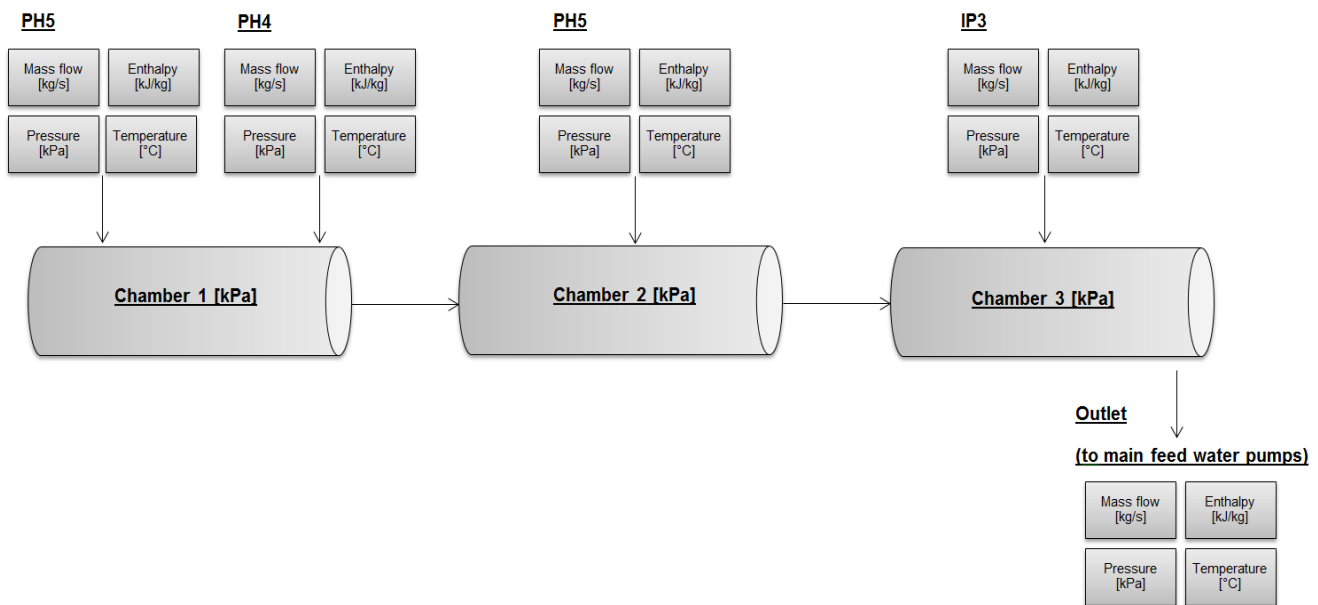 PH5
PH4
PH5
IP3
Mass flow
[kg/s]
Enthalpy
[kJ/kg]
Mass flow
[kg/s]
Enthalpy
[kJ/kg]
Mass flow
[kg/s]
Enthalpy
[kJ/kg]
Mass flow
[kg/s]
Enthalpy
[kJ/kg]
Pressure
[kPa]
Temperature
[°C]
Pressure
[kPa]
Temperature
[°C]
Pressure
[kPa]
Temperature
[°C]
Pressure
[kPa]
Temperature
[°C]
Chamber 1 [kPa]
Chamber 2 [kPa]
Chamber 3 [kPa]
Outlet
(to main feed water pumps)
Mass flow
[kg/s]
Enthalpy
[kJ/kg]
Pressure
[kPa]
Temperature
[°C]